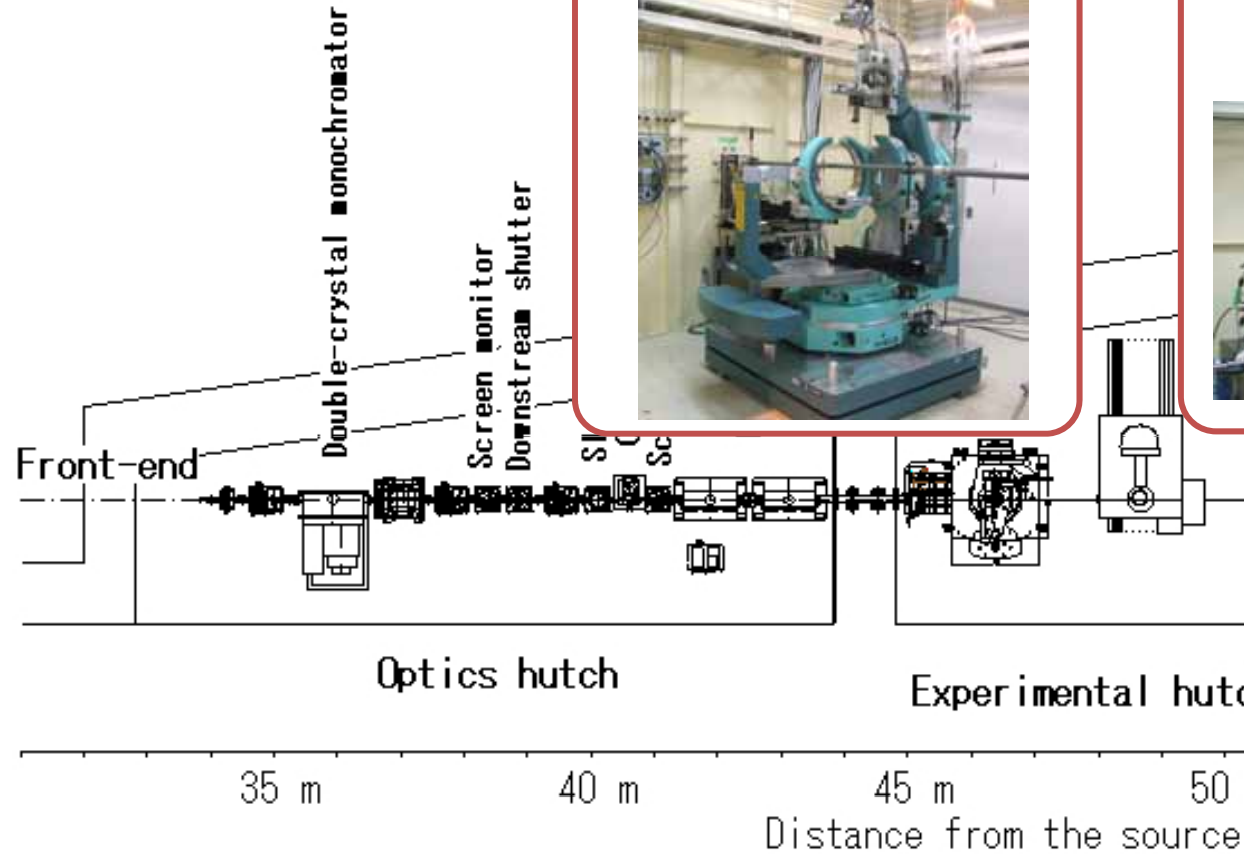 Double-crystal monochromator
Screen monitor
Downstream shutter
Front-end
Optics hutch
Experimental
35 m
40 m
45 m
50
Distance from the source